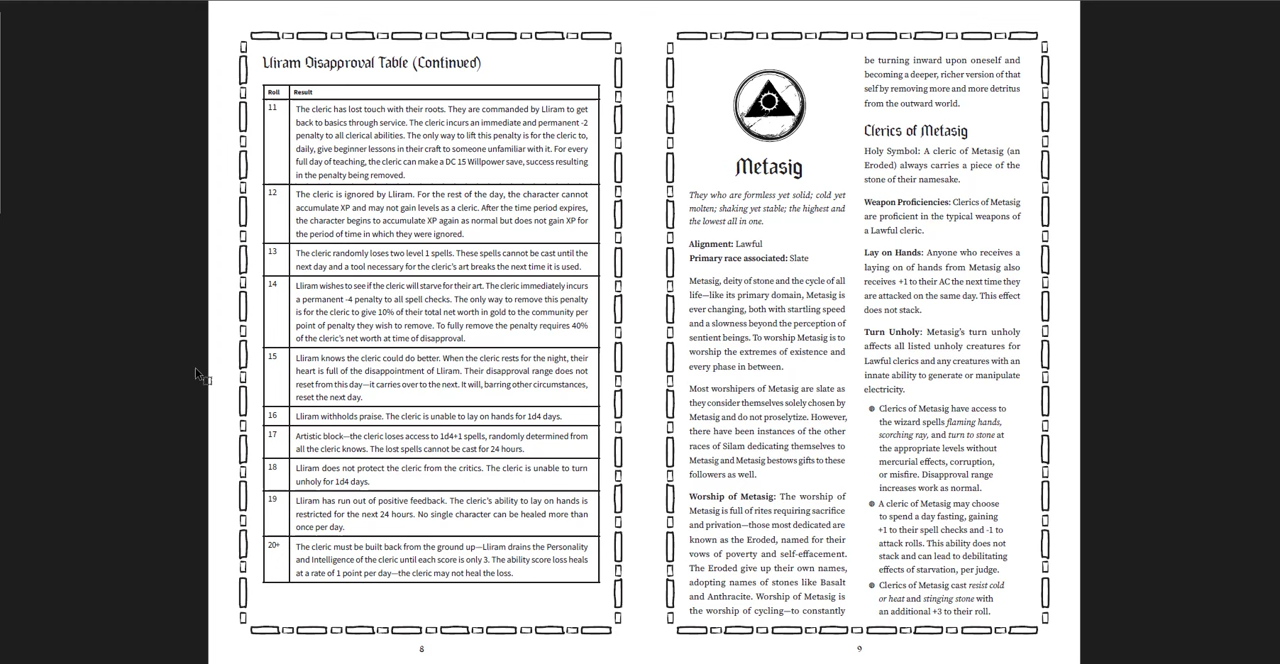 Lliram Disapproval Table (Continued)
Roll Result
11 The cleric has lost touch with their roots. They are commanded by Lliram to get
back to basics through service. The cleric incurs an immediate and permanent -2
penalty to all clerical abilities. The only way to lift this penalty is for the cleric to,
daily, give beginner lessons in their craft to someone unfamiliar with it. For every
full day of teaching, the cleric can make a DC 15 Willpower save, success resulting
in the penalty being removed.
12 The cleric is ignored by Lliram. For the rest of the day, the character cannot
accumulate XP and may not gain levels as a cleric. After the time period expires,
the character begins to accumulate XP again as normal but does not gain XP for
the period of time in which they were ignored.
13 The cleric randomly loses two level 1 spells. These spells cannot be cast until the
next day and a tool necessary for the cleric's art breaks the next time it is used.
14 Lliram wishes to see if the cleric will starve for their art. The cleric immediately incurs
a permanent -4 penalty to all spell checks. The only way to remove this penalty
is for the cleric to give 10% of their total net worth in gold to the community per
point of penalty they wish to remove. To fully remove the penalty requires 40%
of the cleric's net worth at time of disapproval.
15 Lliram knows the cleric could do better. When the cleric rests for the night, their
heart is full of the disappointment of Lliram. Their disapproval range does not
reset from this day—it carries over to the next. It will, barring other circumstances,
reset the next day.
16 Lliram withholds praise. The cleric is unable to lay on hands for 1d4 days.
17 Artistic block—the cleric loses access to 1d4+1 spells, randomly determined from
all the cleric knows. The lost spells cannot be cast for 24 hours.
18 Lliram does not protect the cleric from the critics. The cleric is unable to turn
unholy for 1d4 days.
19 Lliram has run out of positive feedback. The cleric's ability to lay on hands is
restricted for the next 24 hours. No single character can be healed more than
once per day.
20+ The cleric must be built back from the ground up—Lliram drains the Personality
and Intelligence of the cleric until each score is only 3. The ability score loss heals
at a rate of 1 point per day—the cleric may not heal the loss.
8
Metasig
They who are formless yet solid; cold yet
molten; shaking yet stable; the highest and
the lowest all in one.
Alignment: Lawful
Primary race associated: Slate
Metasig, deity of stone and the cycle of all
life—like its primary domain, Metasig is
ever changing, both with startling speed
and a slowness beyond the perception of
sentient beings. To worship Metasig is to
worship the extremes of existence and
every phase in between.
Most worshipers of Metasig are slate as
they consider themselves solely chosen by
Metasig and do not proselytize. However,
there have been instances of the other
races of Silam dedicating themselves to
Metasig and Metasig bestows gifts to these
followers as well.
Worship of Metasig: The worship of
Metasig is full of rites requiring sacrifice
and privation—those most dedicated are
known as the Eroded, named for their
vows of poverty and self-effacement.
The Eroded give up their own names,
adopting names of stones like Basalt
and Anthracite. Worship of Metasig is
the worship of cycling—to constantly
be turning inward upon oneself and
becoming a deeper, richer version of that
self by removing more and more detritus
from the outward world.
Clerics of Metasig
Holy Symbol: A cleric of Metasig (an
Eroded) always carries a piece of the
stone of their namesake.
Weapon Proficiencies: Clerics of Metasig
are proficient in the typical weapons of
a Lawful cleric.
Lay on Hands: Anyone who receives a
laying on of hands from Metasig also
receives +1 to their AC the next time they
are attacked on the same day. This effect
does not stack.
Turn Unholy: Metasig's turn unholy
affects all listed unholy creatures for
Lawful clerics and any creatures with an
innate ability to generate or manipulate
electricity.
Clerics of Metasig have access to
the wizard spells flaming hands,
scorching ray, and turn to stone at
the appropriate levels without
mercurial effects, corruption,
or misfire. Disapproval range
increases work as normal.
A cleric of Metasig may choose
to spend a day fasting, gaining
+1 to their spell checks and -1 to
attack rolls. This ability does not
stack and can lead to debilitating
effects of starvation, per judge.
Clerics of Metasig cast resist cold
or heat and stinging stone with
an additional +3 to their roll.
9